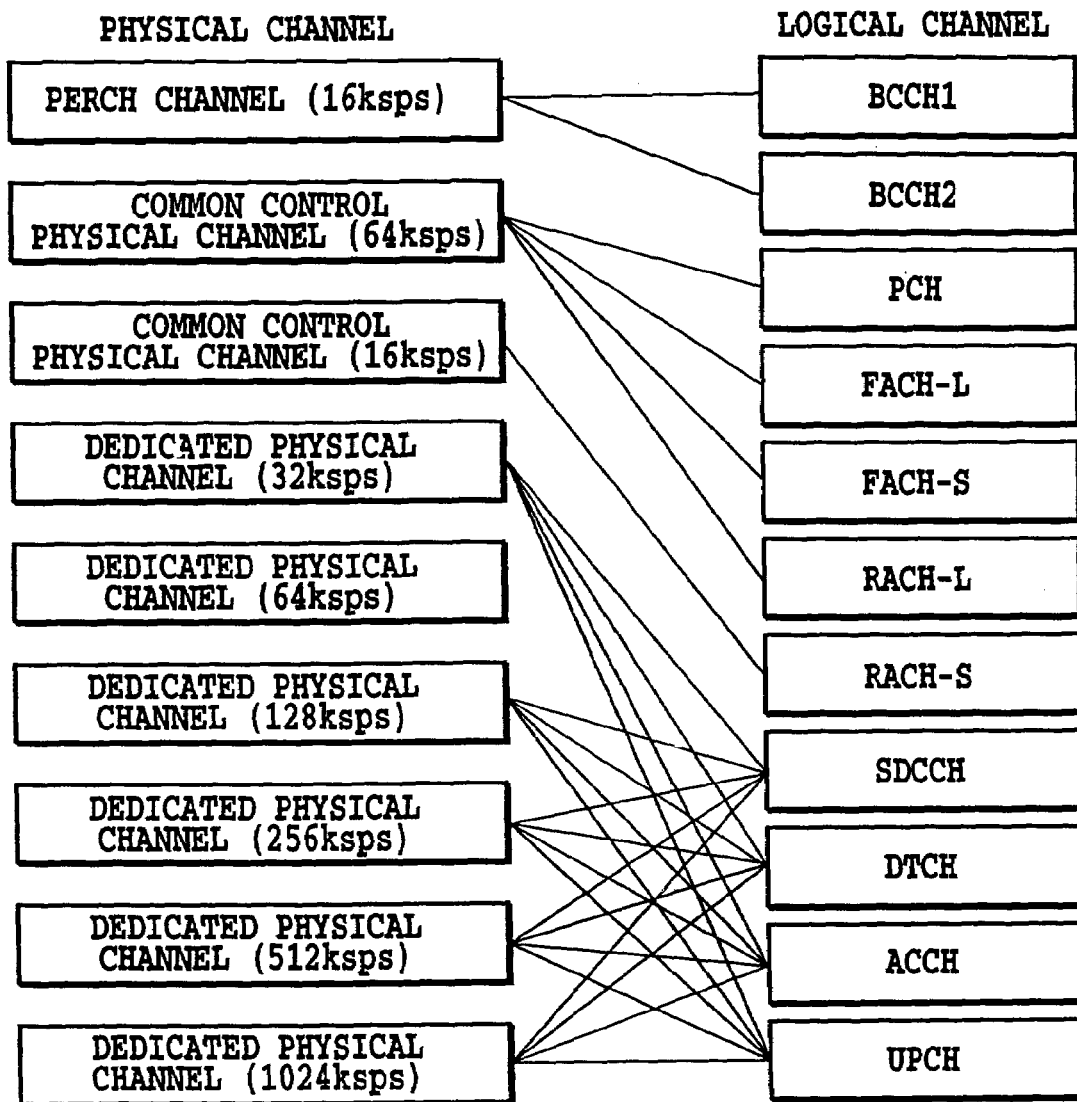 PHYSICAL CHANNEL
PERCH CHANNEL (16ksps)
COMMON CONTROL
PHYSICAL CHANNEL (64ksps)
COMMON CONTROL
PHYSICAL CHANNEL (16ksps)
DEDICATED PHYSICAL
CHANNEL (32ksps)
DEDICATED PHYSICAL
CHANNEL (64ksps)
DEDICATED PHYSICAL
CHANNEL (128ksps)
DEDICATED PHYSICAL
CHANNEL (256ksps)
DEDICATED PHYSICAL
CHANNEL (512ksps)
DEDICATED PHYSICAL
CHANNEL (1024ksps)
LOGICAL CHANNEL
BCCH1
BCCH2
PCH
FACH-L
FACH-S
RACH-L
RACH-S
SDCCH
DTCH
ACCH
UPCH